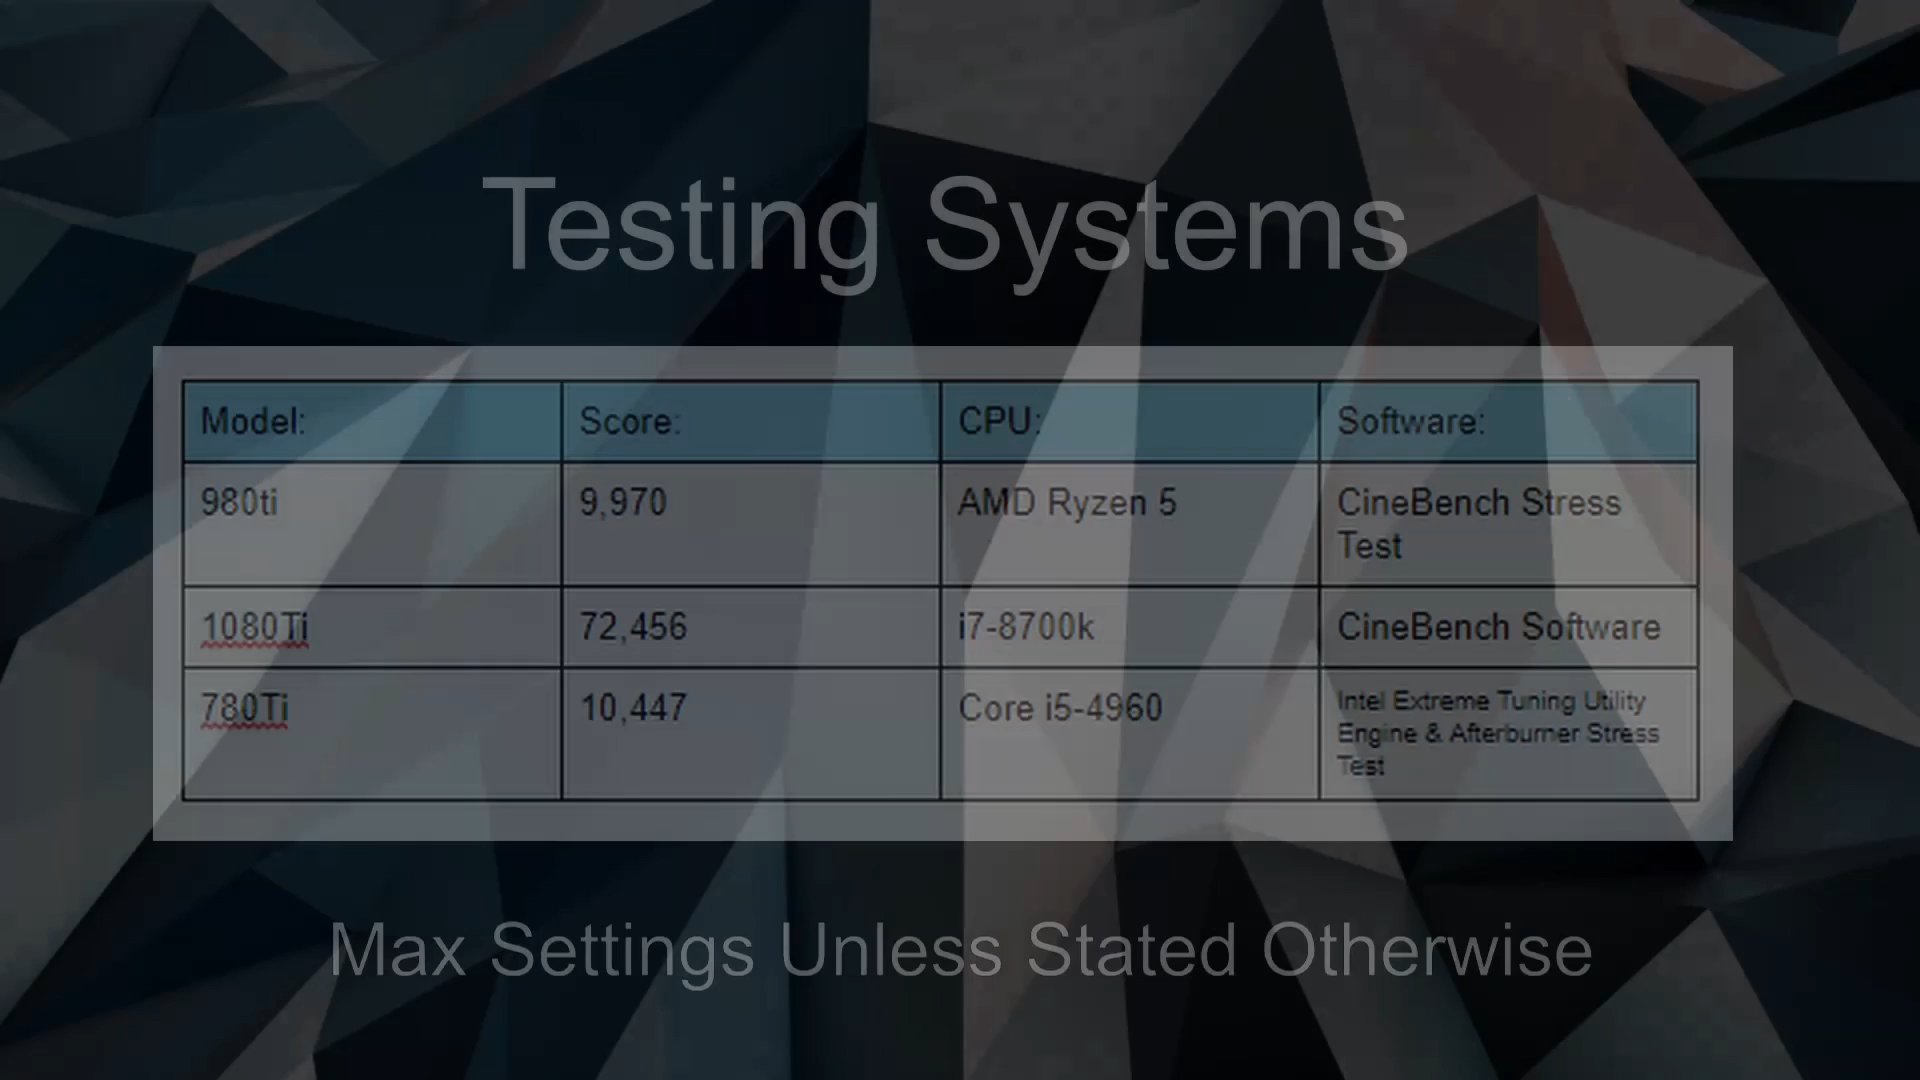 Testing Systems
Model: Score: CPU: Software:
980ti 9,970 AMD Ryzen 5 CineBench Stress
Test
1080Ti 72,456 i7-8700k CineBench Software
780Ti 10,447 Core i5-4960 Intel Extreme Tuning Utility
Engine & Afterburner Stress
Test
Max Settings Unless Stated Otherwise